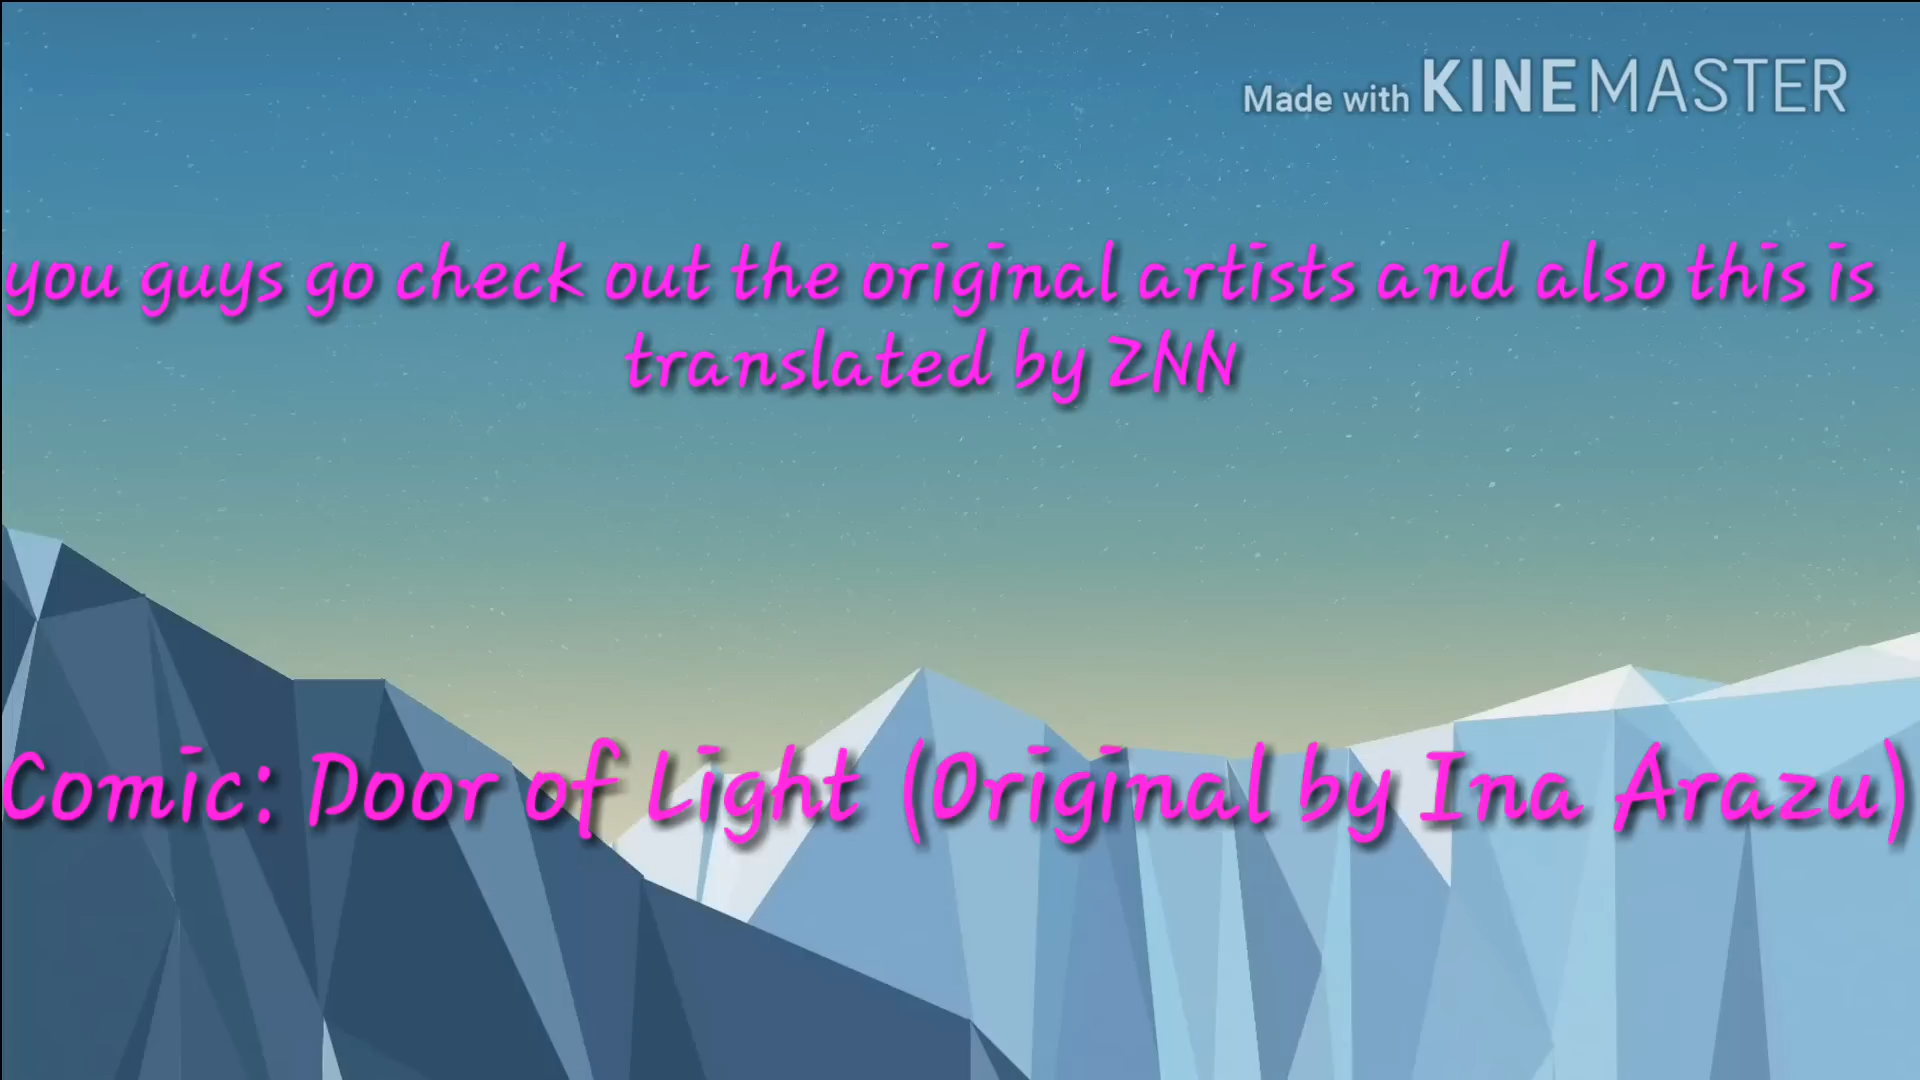 Made with KINEMASTER
you guys go check out the original artists and also this is
translated by ZNN
Comic: Door of Light (Original by Ina Arazu)